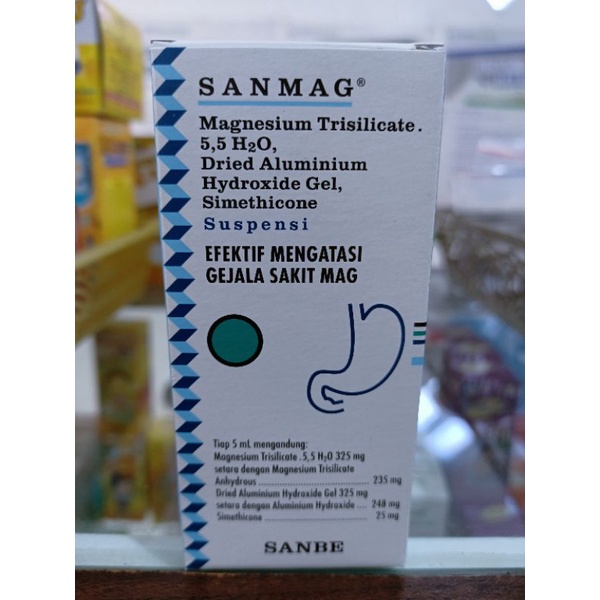 SANMAG®
Magnesium Trisilicate.
5,5 H2O,
Dried Aluminium
Hydroxide Gel,
Simethicone
Suspensi
EFEKTIF MENGATASI
GEJALA SAKIT MAG
Tiap 5 mL mengandung:
Magnesium Trisilicate .5,5 H2O 325 mg
setara dengan Magnesium Trisilicate
Anhydrous ........................................ 235 mg
Dried Aluminium Hydroxide Gel 325 mg
setara dengan Aluminium Hydroxide .... 248 mg
Simethicone ....................................... 25 mg
SANBE